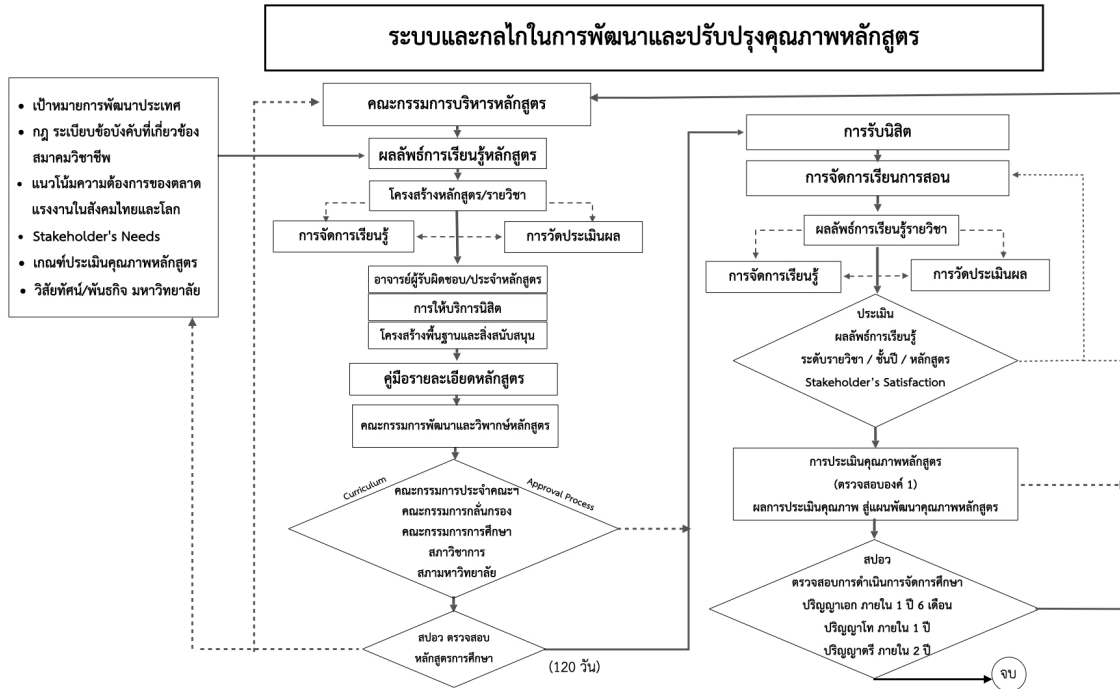 ระบบและกลไกในการพัฒนาและปรับปรุงคุณภาพหลักสูตร
• เป้าหมายการพัฒนาประเทศ
• กฎ ระเบียบข้อบังคับที่เกี่ยวข้อง
สมาคมวิชาชีพ
• แนวโน้มความต้องการของตลาด
แรงงานในสังคมไทยและโลก
• Stakeholder's Needs
• เกณฑ์ประเมินคุณภาพหลักสูตร
• วิสัยทัศน์/พันธกิจ มหาวิทยาลัย
คณะกรรมการบริหารหลักสูตร
ผลลัพธ์การเรียนรู้หลักสูตร
โครงสร้างหลักสูตร/รายวิชา
การจัดการเรียนรู้
การวัดประเมินผล
อาจารย์ผู้รับผิดชอบ/ประจำหลักสูตร
การให้บริการนิสิต
โครงสร้างพื้นฐานและสิ่งสนับสนุน
คู่มือรายละเอียดหลักสูตร
คณะกรรมการพัฒนาและวิพากษ์หลักสูตร
Curriculum
Approval Process
คณะกรรมการประจำคณะฯ
คณะกรรมการกลั่นกรอง
คณะกรรมการการศึกษา
สภาวิชาการ
สภามหาวิทยาลัย
สปอว ตรวจสอบ
หลักสูตรการศึกษา
(120 วัน)
การรับนิสิต
การจัดการเรียนการสอน
ผลลัพธ์การเรียนรู้รายวิชา
การจัดการเรียนรู้
การวัดประเมินผล
ประเมิน
ผลลัพธ์การเรียนรู้
ระดับรายวิชา / ชั้นปี / หลักสูตร
Stakeholder's Satisfaction
การประเมินคุณภาพหลักสูตร
(ตรวจสอบองค์ 1)
ผลการประเมินคุณภาพ สู่แผนพัฒนาคุณภาพหลักสูตร
สปอว
ตรวจสอบการดำเนินการจัดการศึกษา
ปริญญาเอก ภายใน 1 ปี 6 เดือน
ปริญญาโท ภายใน 1 ปี
ปริญญาตรี ภายใน 2 ปี
จบ